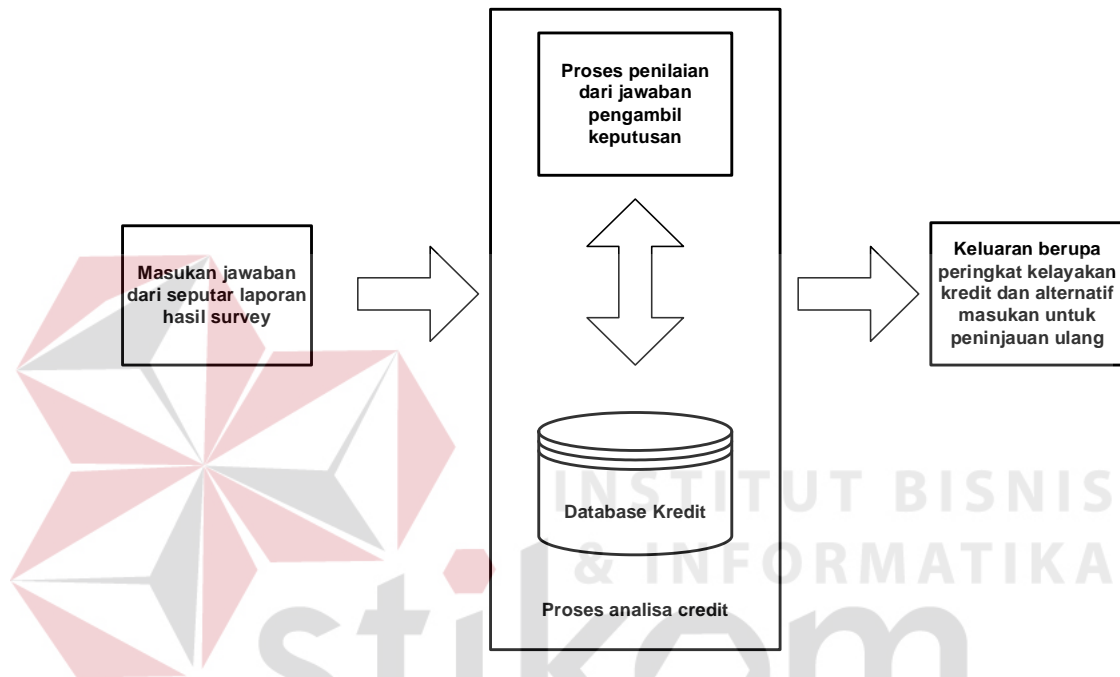 Proses penilaian
dari jawaban
pengambil
keputusan
Masukan jawaban
dari seputar laporan
hasil survey
Keluaran berupa
peringkat kelayakan
kredit dan alternatif
masukan untuk
peninjauan ulang
Database Kredit
Proses analisa credit
INSTITUT BISNIS
& INFORMATIKA
stikom